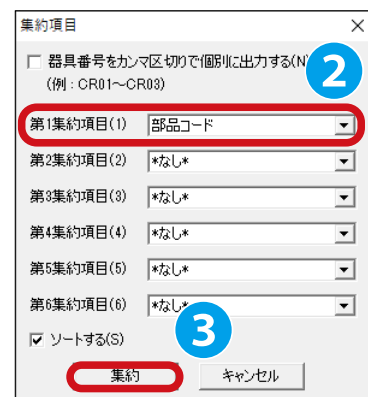 集約項目
器具番号をカンマ区切りで個別に出力する(N)
(例 : CR01～CR03)
2
第1集約項目(1) 部品コード
第2集約項目(2) *なし*
第3集約項目(3) *なし*
第4集約項目(4) *なし*
第5集約項目(5) *なし*
第6集約項目(6) *なし*
3
ソートする(S)
集約 キャンセル